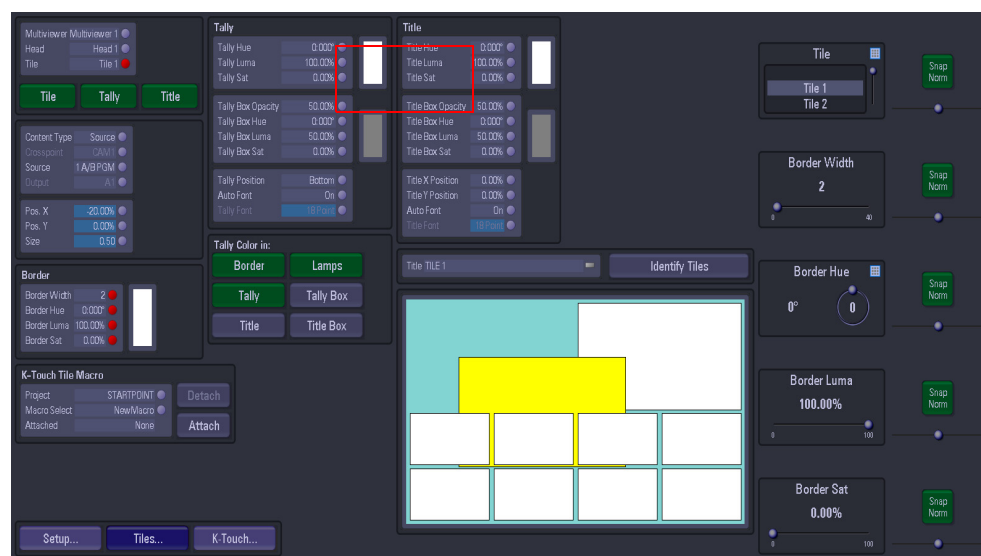 Multiviewer Multiviewer 1
Head Head 1
Tile Tile 1
Tile Tally Title
Content Type Source
Crosspoint CAM 1
Source 1 A/B PGM
Output A:1
Pos. X -20.00%
Pos. Y 0.00%
Size 0.50
Border
Border Width 2
Border Hue 0.000°
Border Luma 100.00%
Border Sat 0.00%
K-Touch Tile Macro
Project STARTPOINT
Macro Select NewMacro
Attached None
Detach
Attach
Setup... Tiles... K-Touch...
Tally
Tally Hue 0.000°
Tally Luma 100.00%
Tally Sat 0.00%
Tally Box Opacity 50.00%
Tally Box Hue 0.000°
Tally Box Luma 50.00%
Tally Box Sat 0.00%
Tally Position Bottom
Auto Font On
Tally Font 18 Point
Tally Color in:
Border Lamps
Tally Tally Box
Title Title Box
Title
Title Hue 0.000°
Title Luma 100.00%
Title Sat 0.00%
Title Box Opacity 50.00%
Title Box Hue 0.000°
Title Box Luma 50.00%
Title Box Sat 0.00%
Title X Position 0.00%
Title Y Position 0.00%
Auto Font On
Title Font 18 Point
Title TILE 1
Identify Tiles
Tile
Tile 1
Tile 2
Snap
Norm
Border Width
2
0 40
Snap
Norm
Border Hue
0° 0
Snap
Norm
Border Luma
100.00%
0 100
Snap
Norm
Border Sat
0.00%
0 100
Snap
Norm